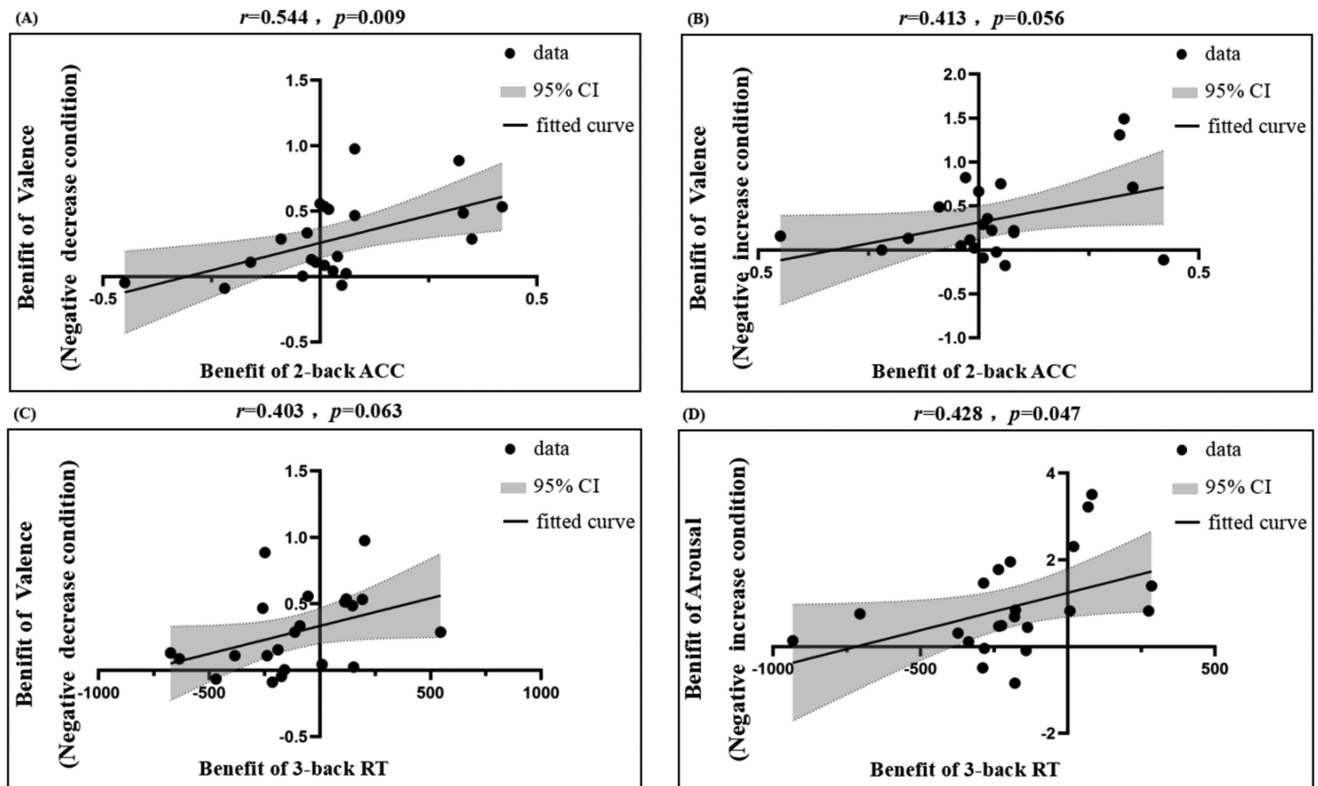 (A)
r=0.544， p=0.009
Benifit of Valence
(Negative decrease condition)
data
95% CI
fitted curve
1.5
1.0
0.5
-0.5
-0.5
0.5
Benefit of 2-back ACC
(B)
r=0.413， p=0.056
Benifit of Valence
(Negative increase condition)
data
95% CI
fitted curve
2.0
1.5
1.0
0.5
-0.5
-1.0
-0.5
0.5
Benefit of 2-back ACC
(C)
r=0.403， p=0.063
Benifit of Valence
(Negative decrease condition)
data
95% CI
fitted curve
1.5
1.0
0.5
-0.5
-1000
-500
500
1000
Benefit of 3-back RT
(D)
r=0.428， p=0.047
Benifit of Arousal
(Negative increase condition)
data
95% CI
fitted curve
4
2
-2
-1000
-500
500
Benefit of 3-back RT